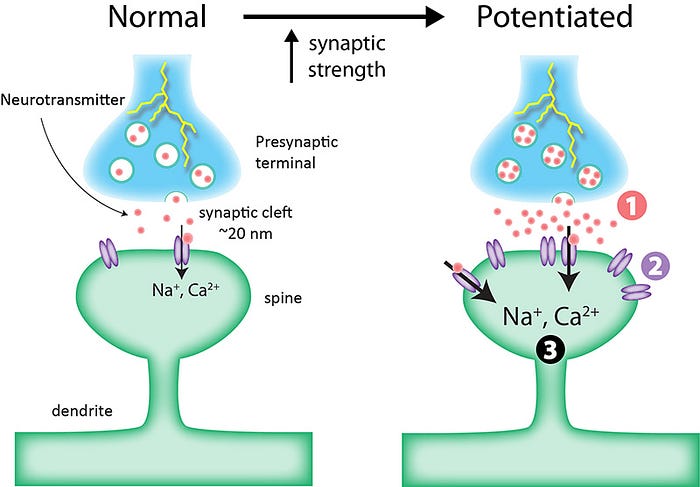 Normal
Potentiated
synaptic
strength
Neurotransmitter
Presynaptic
terminal
synaptic cleft
~20 nm
Na⁺, Ca²⁺
spine
dendrite
1
2
Na⁺, Ca²⁺
3